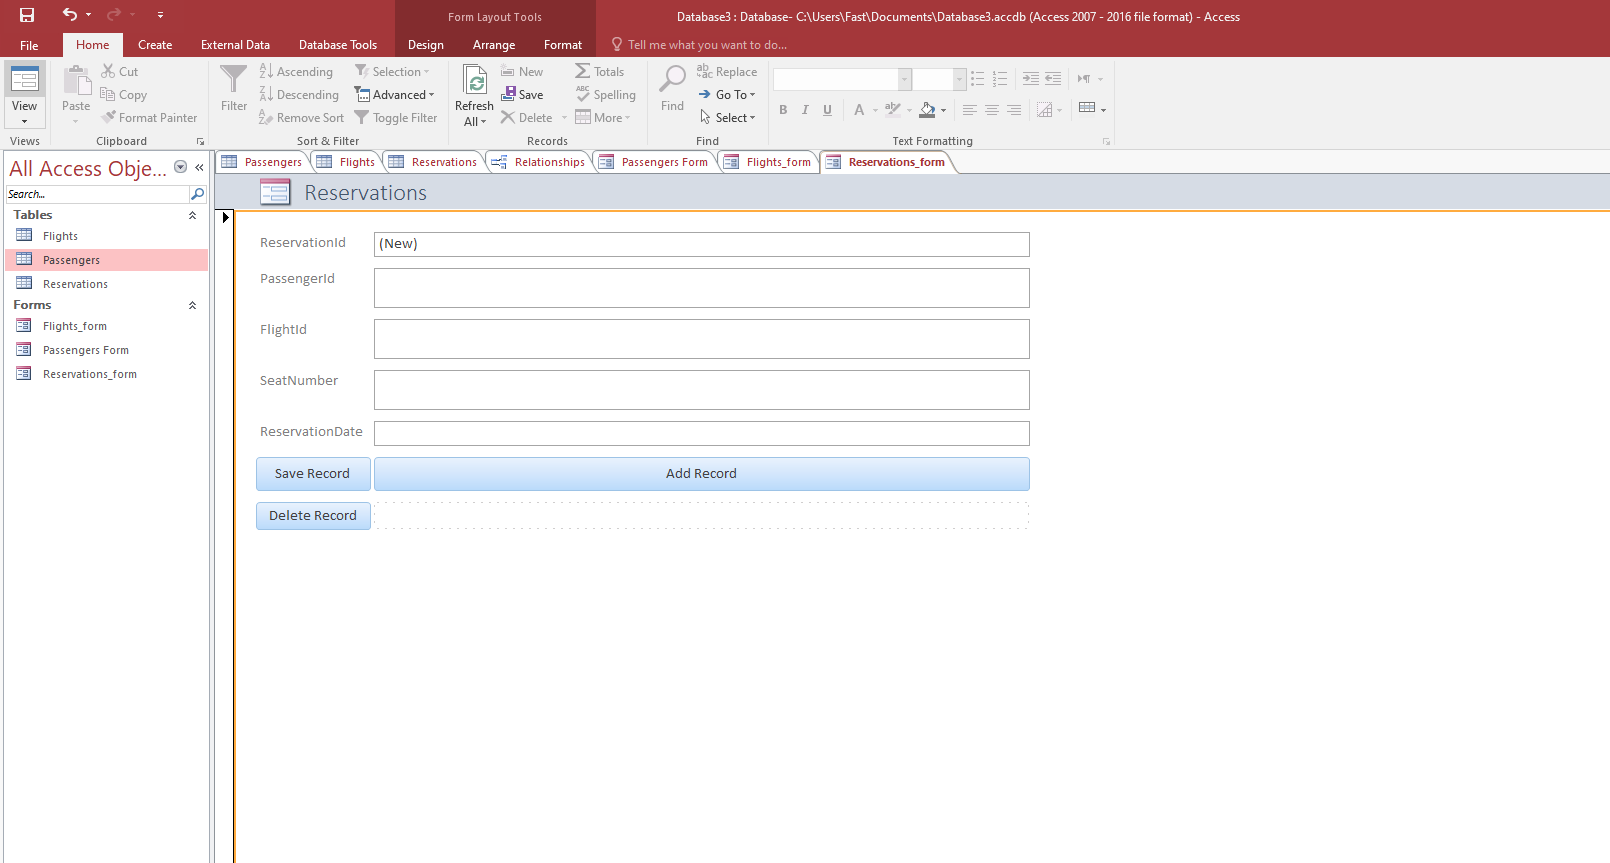 Form Layout Tools
Database3 : Database- C:\Users\Fast\Documents\Database3.accdb (Access 2007 - 2016 file format) - Access
File Home Create External Data Database Tools Design Arrange Format Tell me what you want to do...
View
Views
Paste
Cut
Copy
Format Painter
Clipboard
Filter
Ascending
Descending
Remove Sort
Selection
Advanced
Toggle Filter
Sort & Filter
Refresh
All
New
Save
Delete
Totals
Spelling
More
Records
Find
Replace
Go To
Select
Find
B I U A
Text Formatting
All Access Obje...
Search...
Tables
Flights
Passengers
Reservations
Forms
Flights_form
Passengers Form
Reservations_form
Passengers Flights Reservations Relationships Passengers Form Flights_form Reservations_form
Reservations
ReservationId (New)
PassengerId
FlightId
SeatNumber
ReservationDate
Save Record Add Record
Delete Record